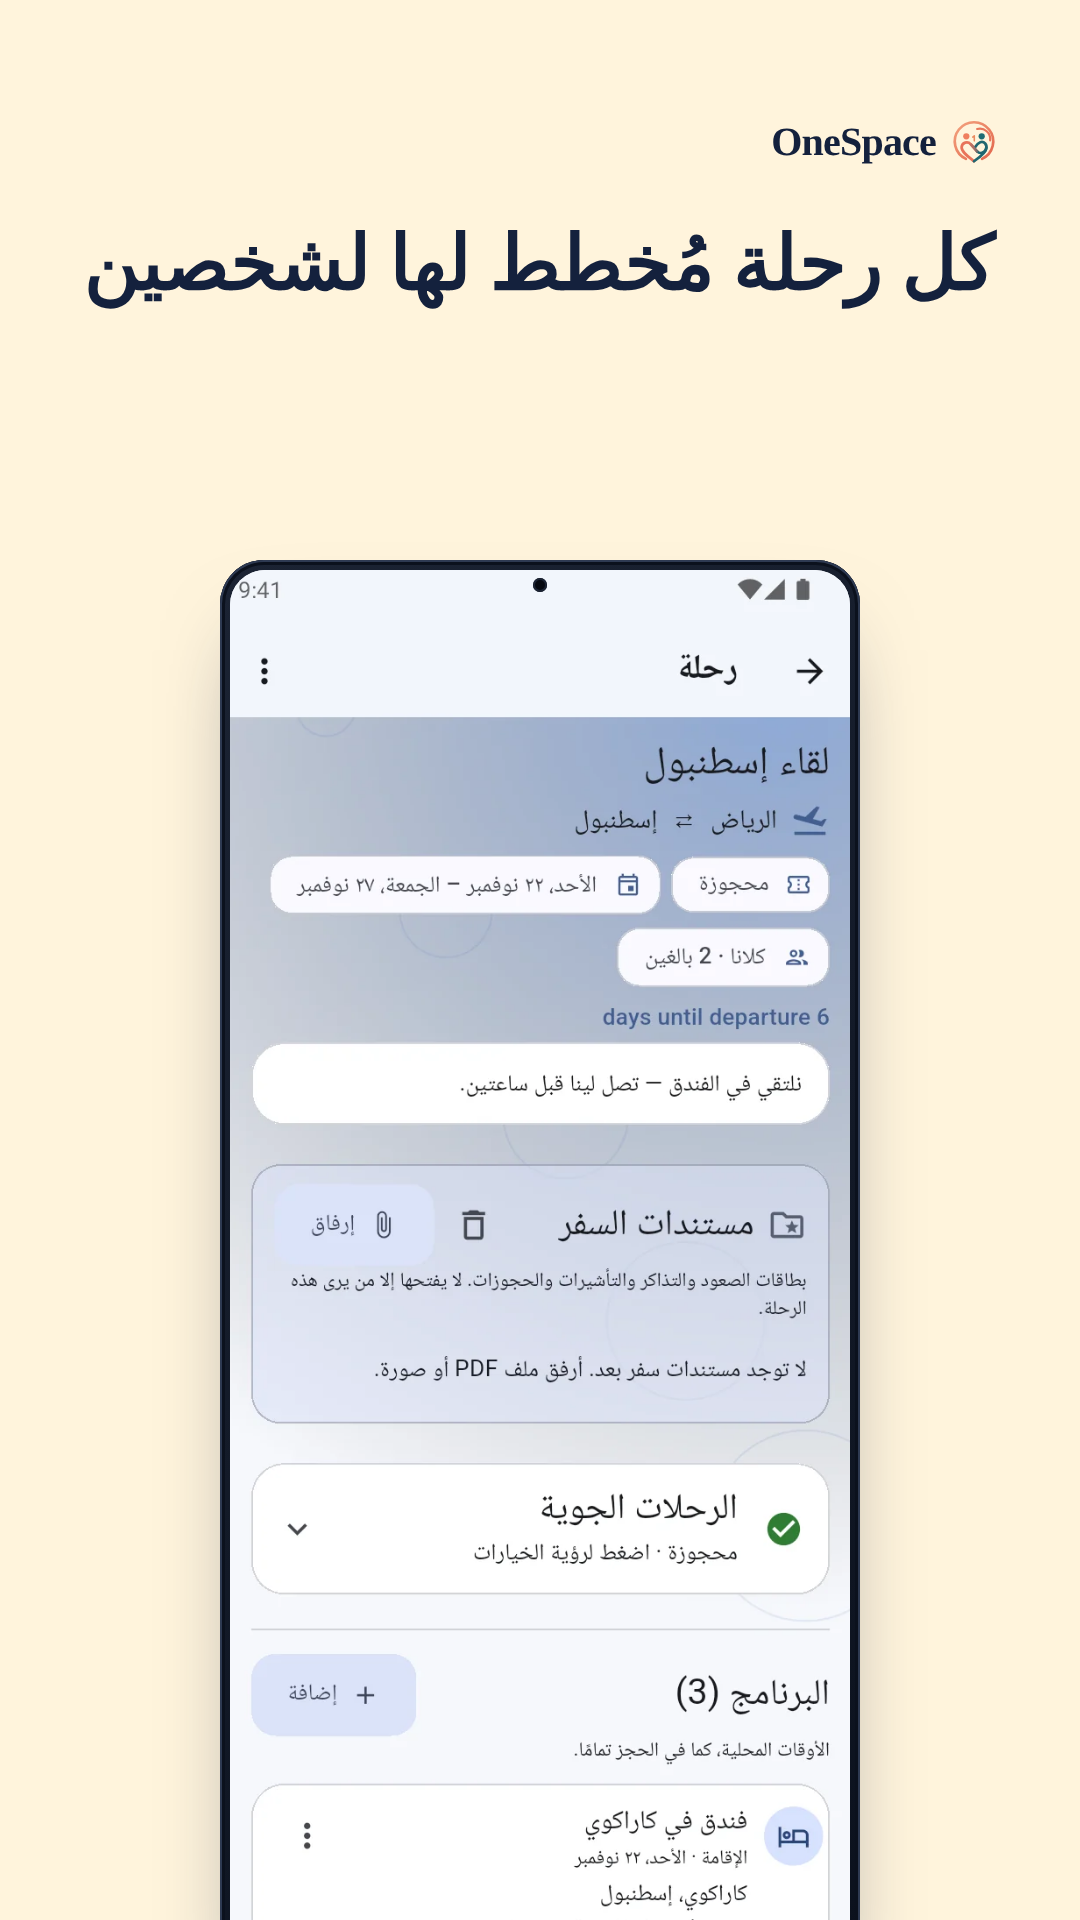 OneSpace
كل رحلة مُخطط لها لشخصين
9:41
رحلة
لقاء إسطنبول
الرياض ⇄ إسطنبول
محجوزة
الأحد، ٢٢ نوفمبر – الجمعة، ٢٧ نوفمبر
كلانا · 2 بالغين
days until departure 6
نلتقي في الفندق — تصل لينا قبل ساعتين.
مستندات السفر
إرفاق
بطاقات الصعود والتذاكر والتأشيرات والحجوزات. لا يفتحها إلا من يرى هذه
الرحلة.
لا توجد مستندات سفر بعد. أرفق ملف PDF أو صورة.
الرحلات الجوية
محجوزة · اضغط لرؤية الخيارات
البرنامج (3)
إضافة
الأوقات المحلية، كما في الحجز تمامًا.
فندق في كاراكوي
الإقامة · الأحد، ٢٢ نوفمبر
كاراكوي، إسطنبول